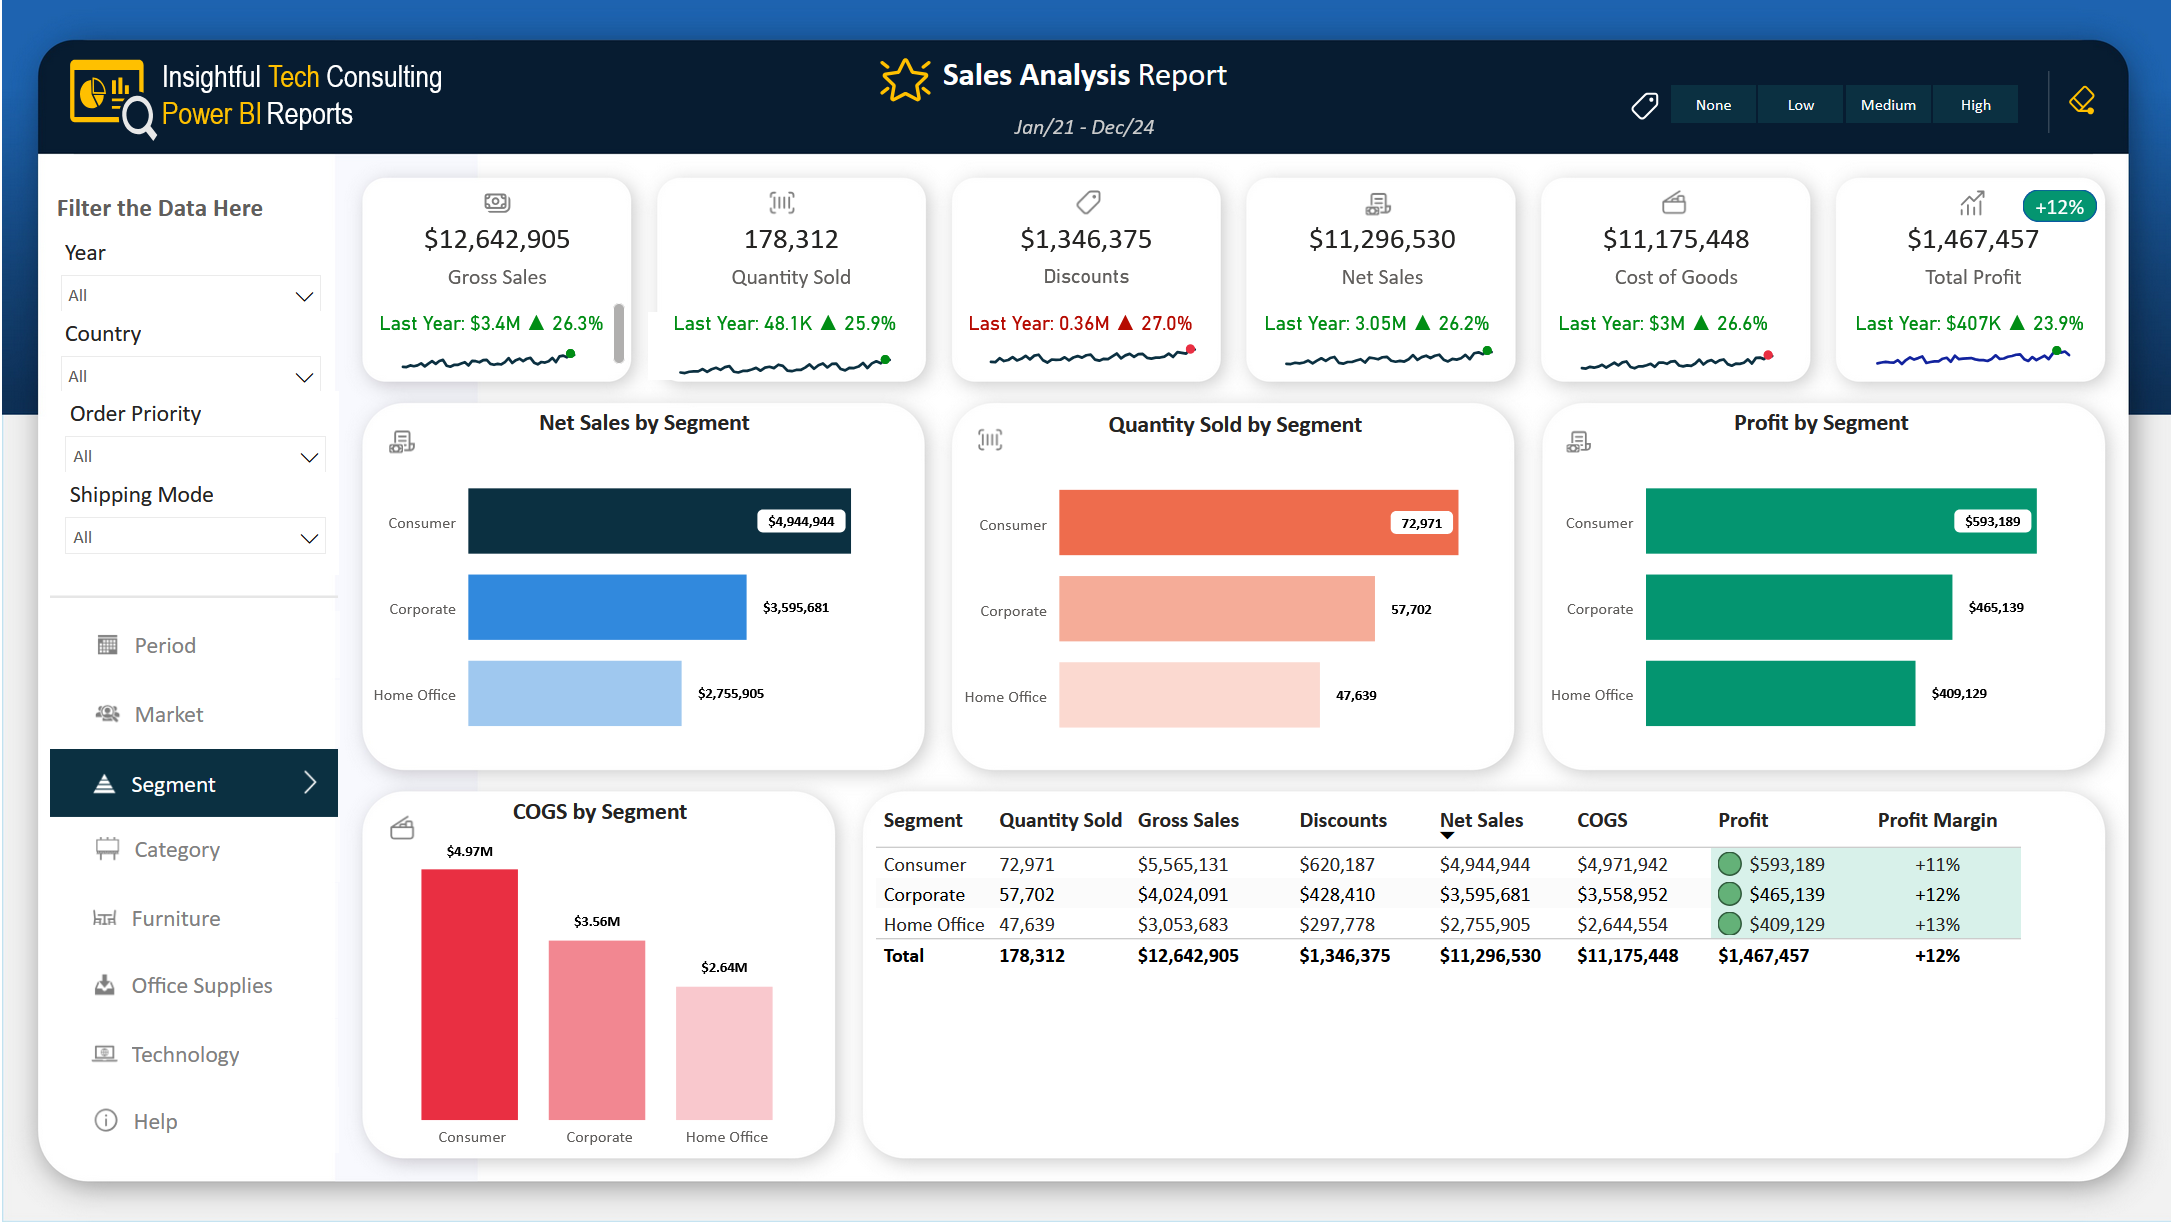 Insightful Tech Consulting
Power BI Reports
Sales Analysis Report
Jan/21 - Dec/24
None Low Medium High
Filter the Data Here
Year
All
Country
All
Order Priority
All
Shipping Mode
All
Period
Market
Segment
Category
Furniture
Office Supplies
Technology
Help
$12,642,905
Gross Sales
Last Year: $3.4M ▲ 26.3%
178,312
Quantity Sold
Last Year: 48.1K ▲ 25.9%
$1,346,375
Discounts
Last Year: 0.36M ▲ 27.0%
$11,296,530
Net Sales
Last Year: 3.05M ▲ 26.2%
$11,175,448
Cost of Goods
Last Year: $3M ▲ 26.6%
+12%
$1,467,457
Total Profit
Last Year: $407K ▲ 23.9%
Net Sales by Segment
Consumer $4,944,944
Corporate $3,595,681
Home Office $2,755,905
Quantity Sold by Segment
Consumer 72,971
Corporate 57,702
Home Office 47,639
Profit by Segment
Consumer $593,189
Corporate $465,139
Home Office $409,129
COGS by Segment
$4.97M
$3.56M
$2.64M
Consumer Corporate Home Office
Segment Quantity Sold Gross Sales Discounts Net Sales COGS Profit Profit Margin
Consumer 72,971 $5,565,131 $620,187 $4,944,944 $4,971,942 $593,189 +11%
Corporate 57,702 $4,024,091 $428,410 $3,595,681 $3,558,952 $465,139 +12%
Home Office 47,639 $3,053,683 $297,778 $2,755,905 $2,644,554 $409,129 +13%
Total 178,312 $12,642,905 $1,346,375 $11,296,530 $11,175,448 $1,467,457 +12%